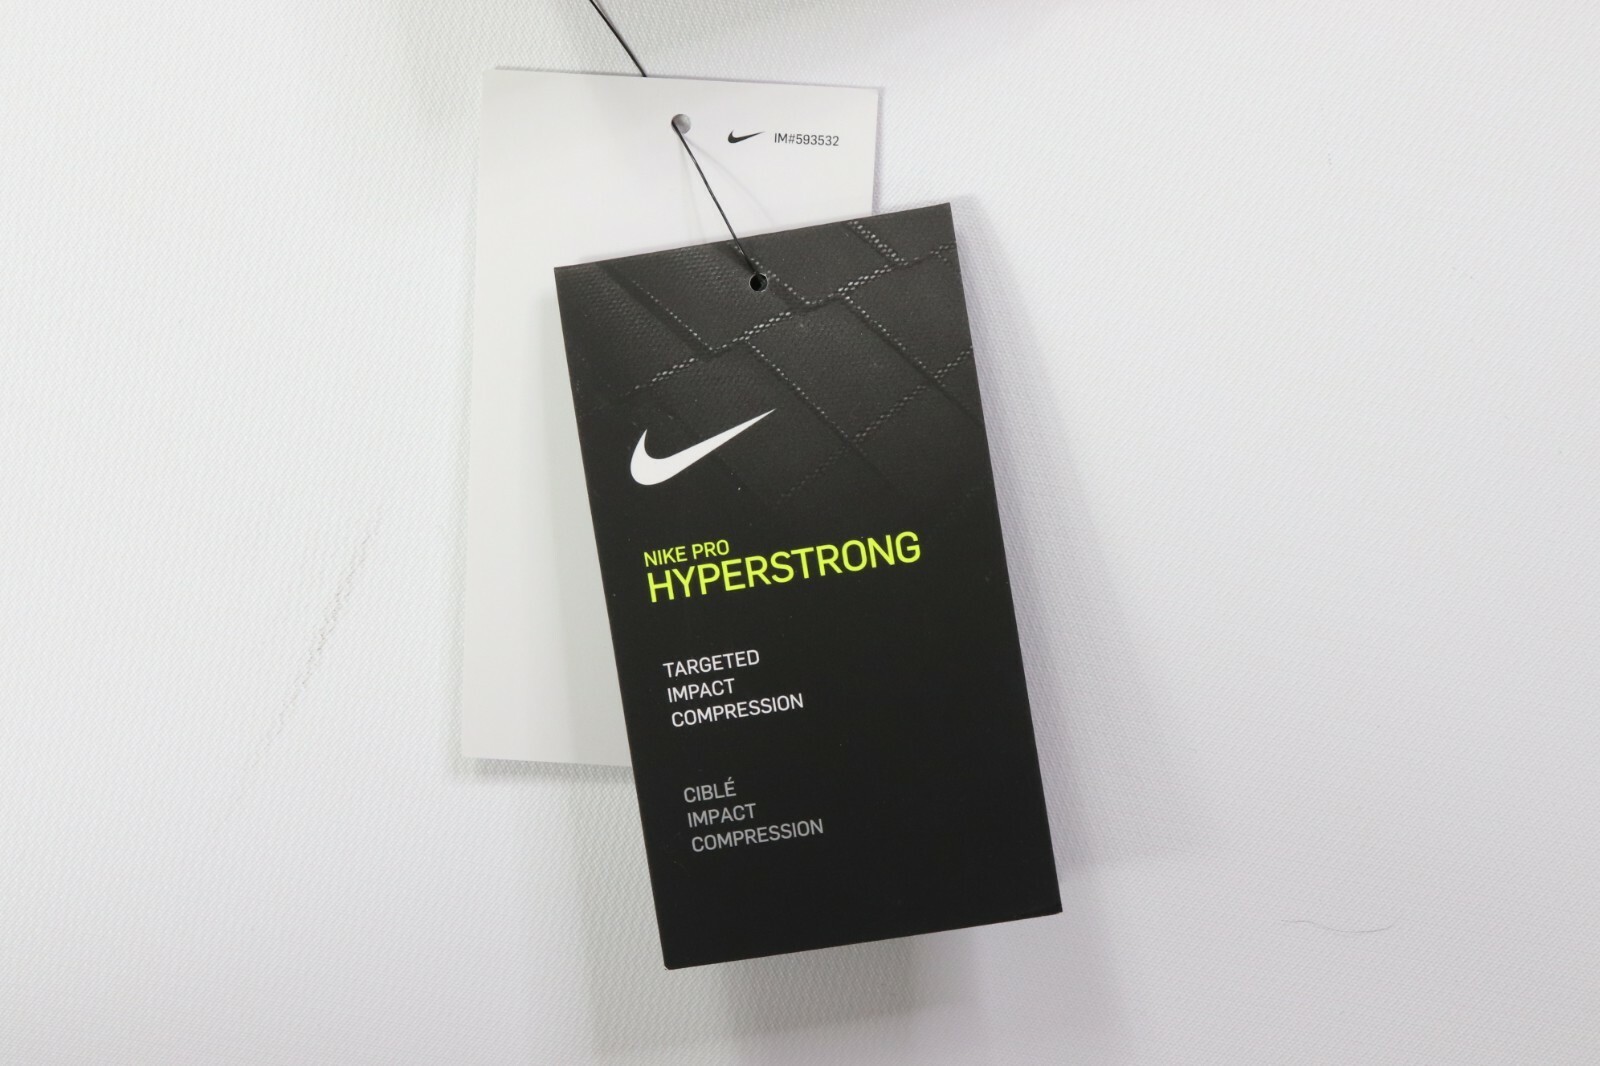 IM#593532
NIKE PRO
HYPERSTRONG
TARGETED
IMPACT
COMPRESSION
CIBLÉ
IMPACT
COMPRESSION